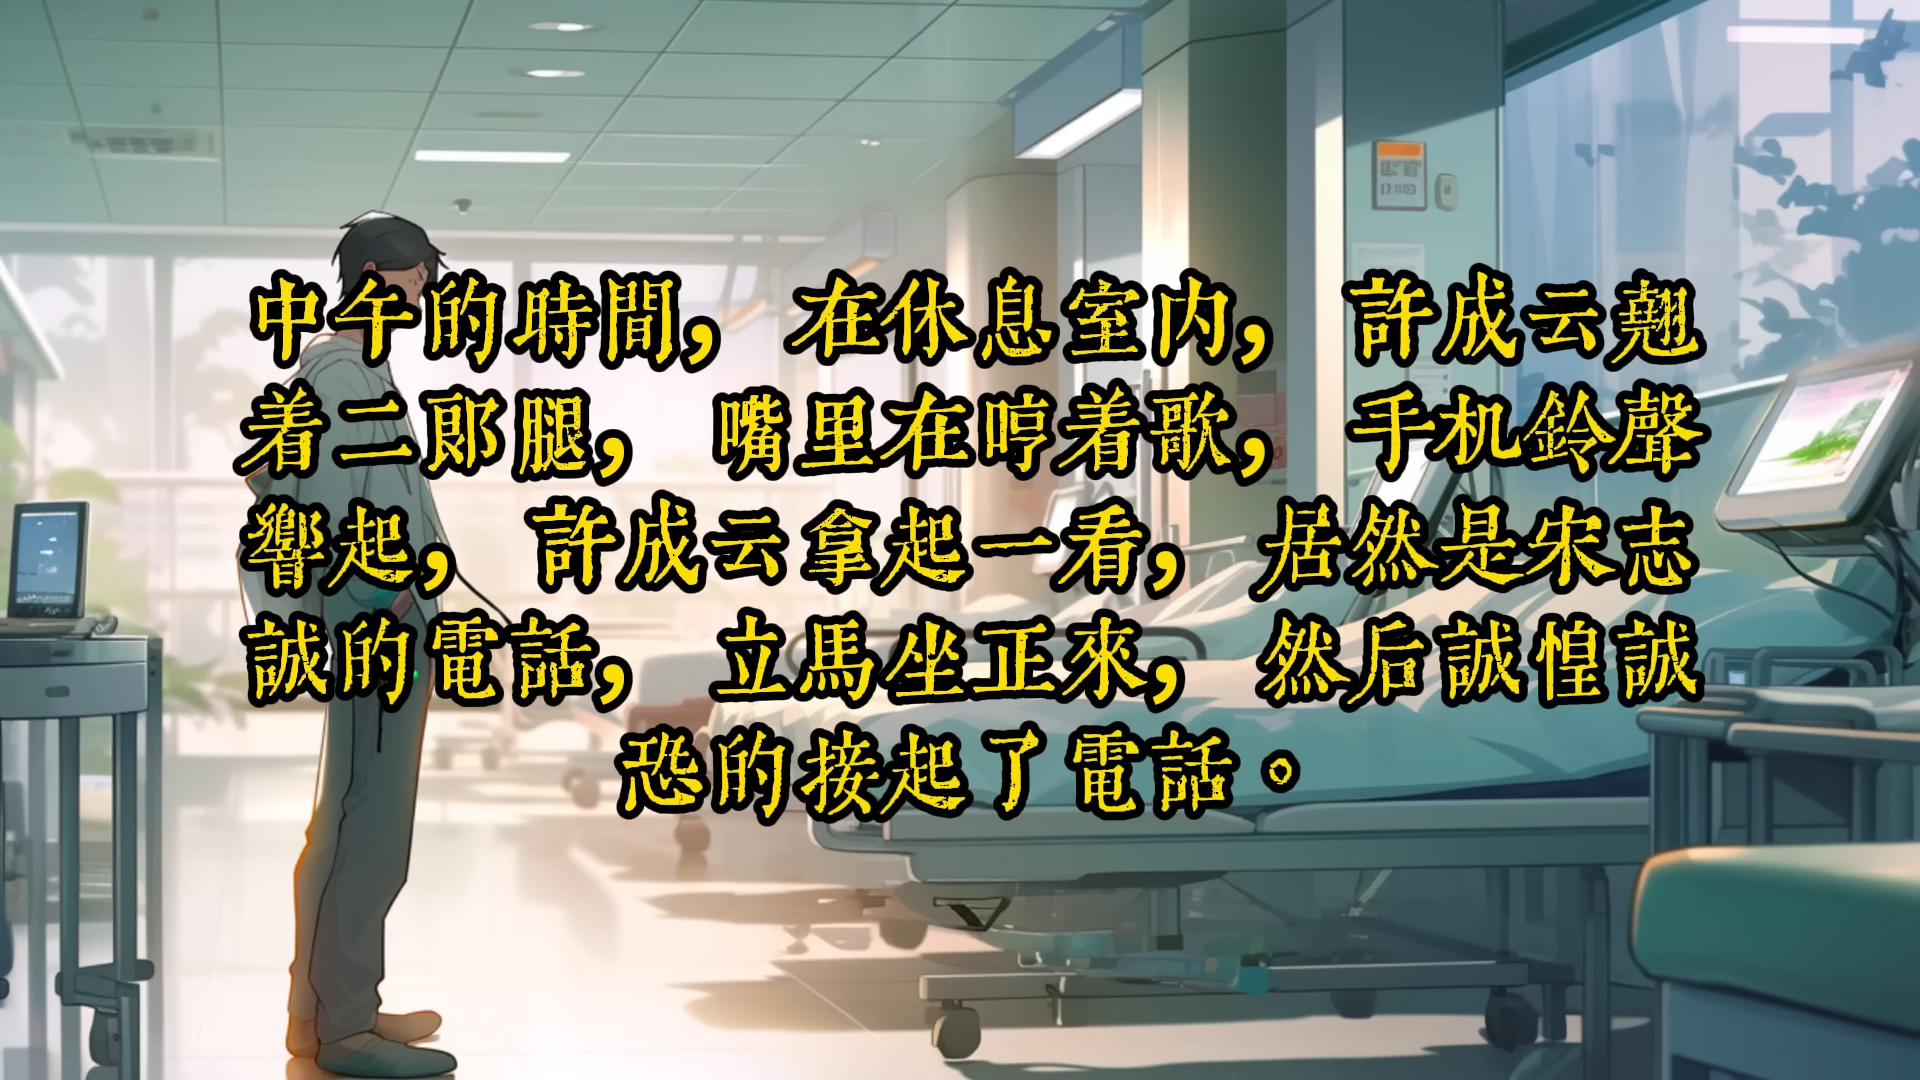 中午的時間，在休息室内，許成云翹
着二郎腿，嘴里在哼着歌，手机鈴聲
響起，許成云拿起一看，居然是宋志
誠的電話，立馬坐正來，然后誠惶誠
恐的接起了電話。